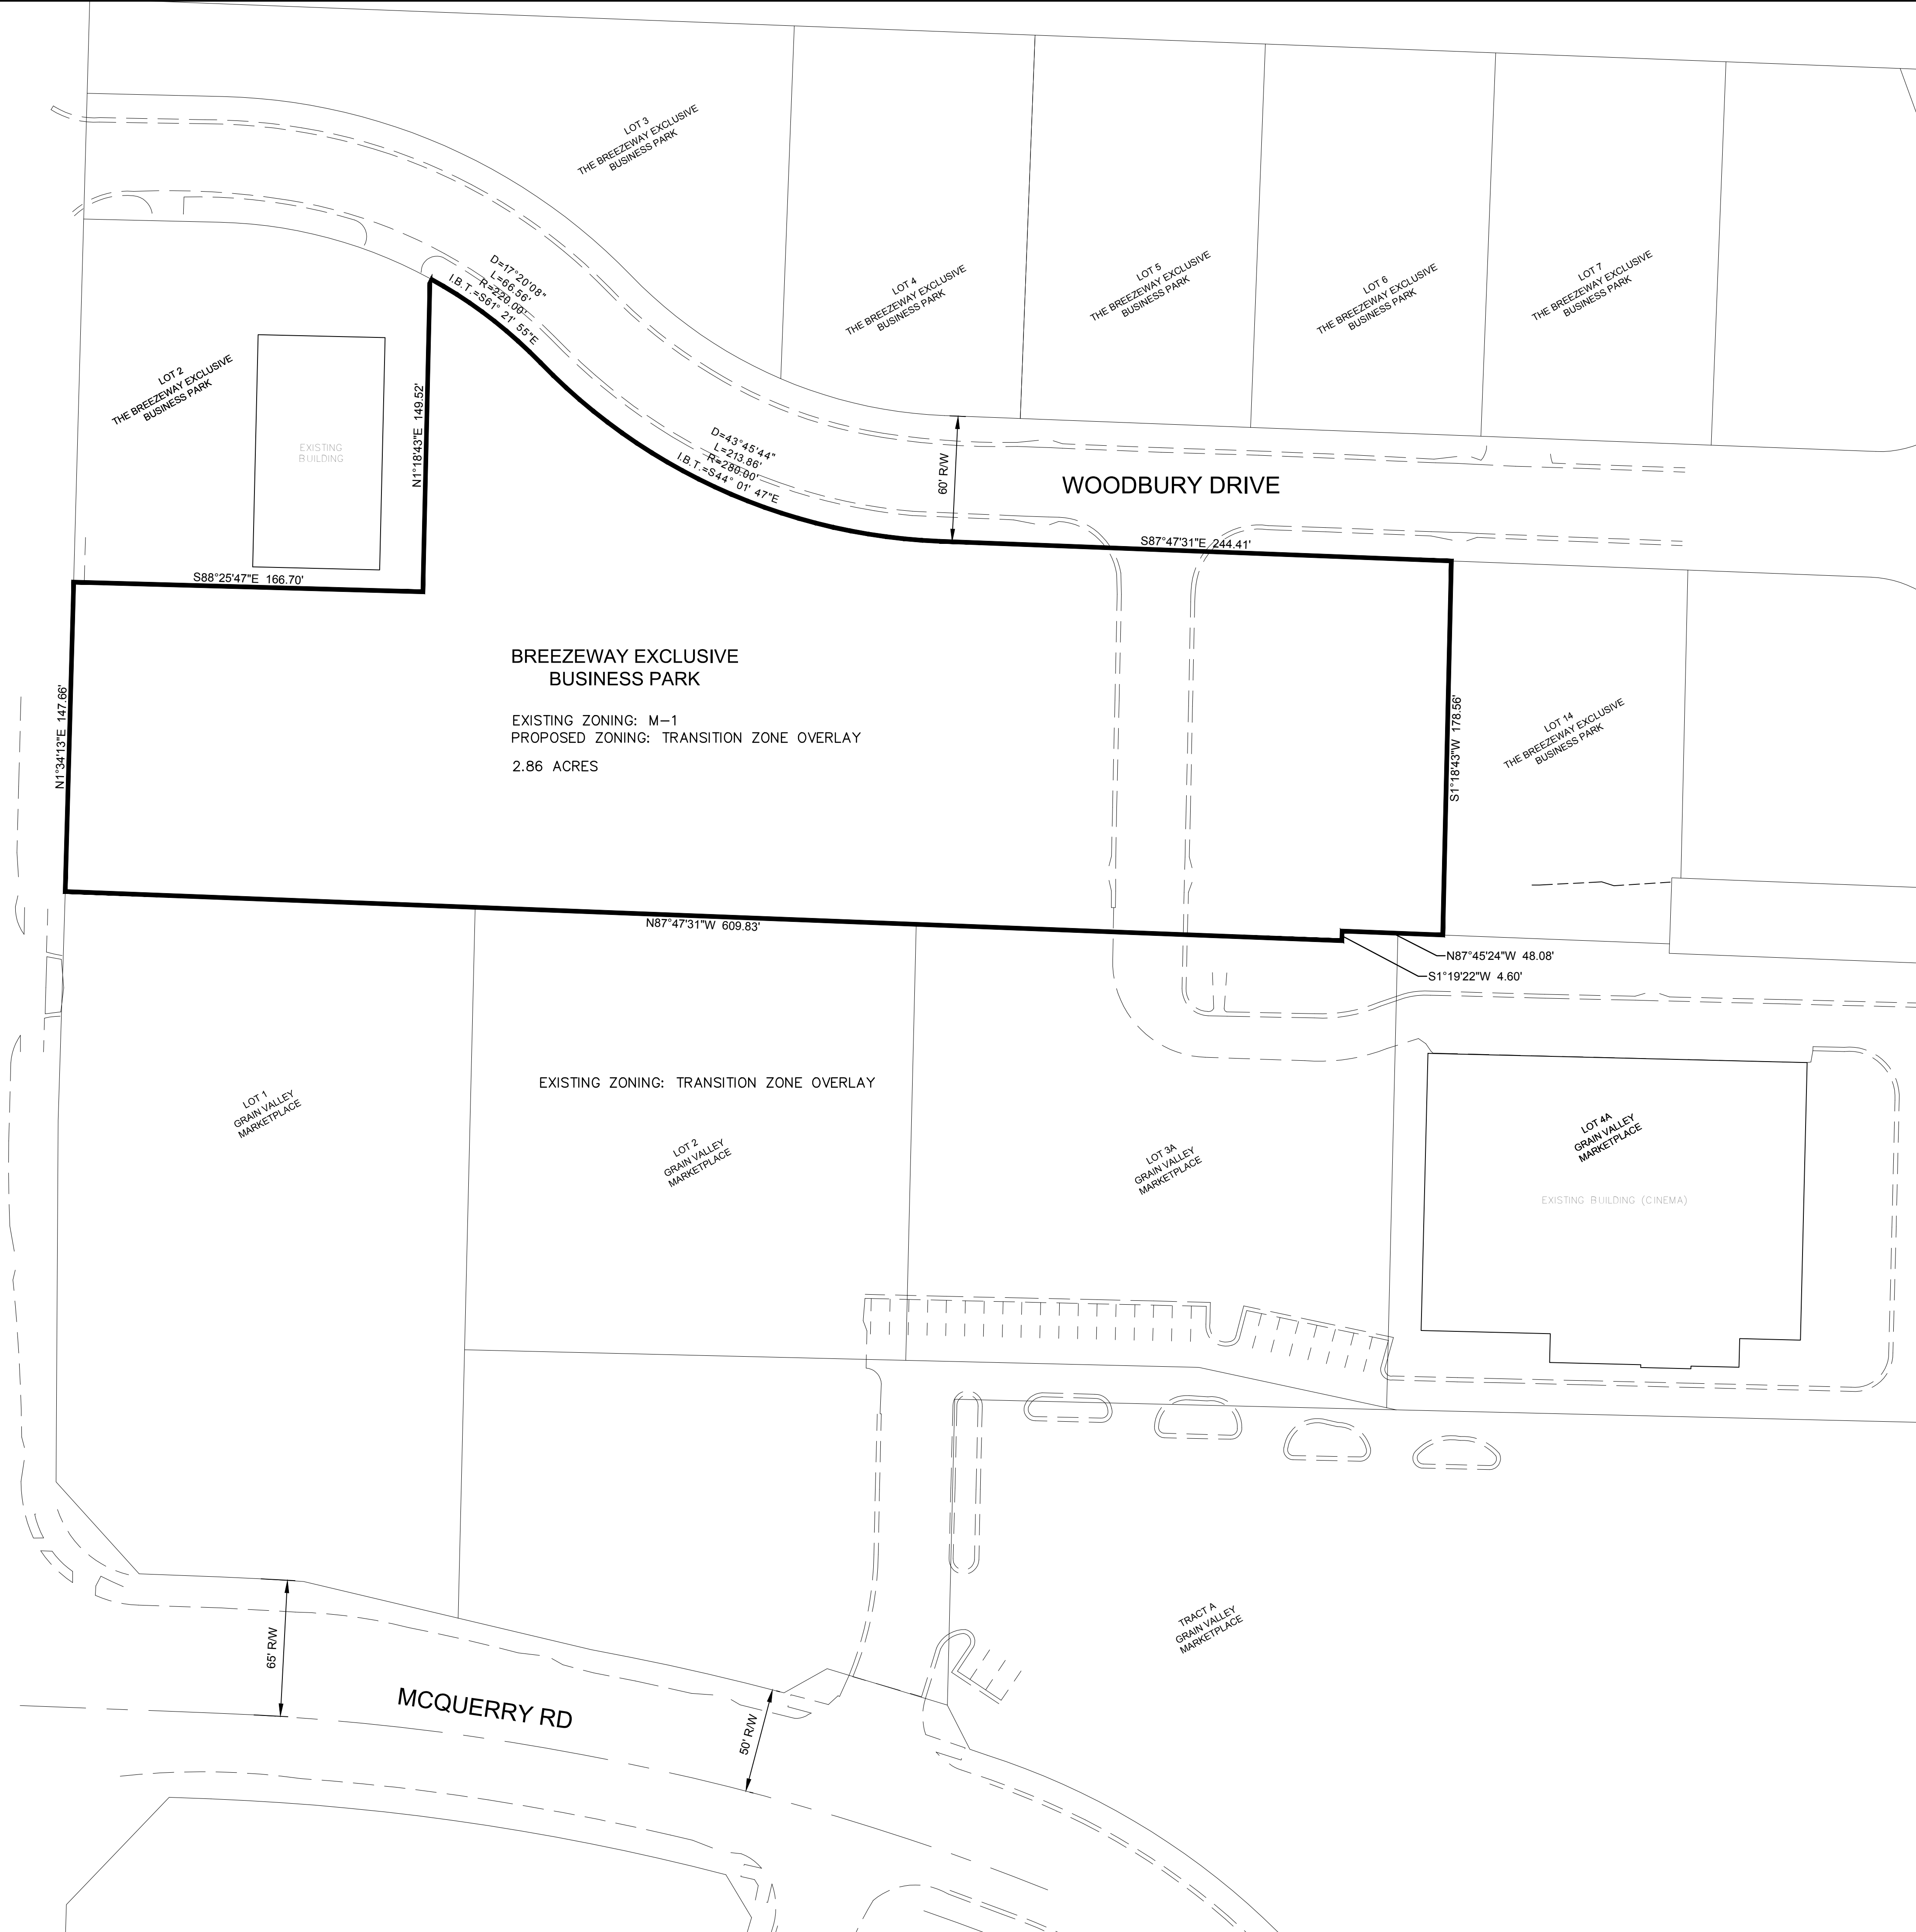 LOT 3
THE BREEZEWAY EXCLUSIVE
BUSINESS PARK
LOT 4
THE BREEZEWAY EXCLUSIVE
BUSINESS PARK
LOT 5
THE BREEZEWAY EXCLUSIVE
BUSINESS PARK
LOT 6
THE BREEZEWAY EXCLUSIVE
BUSINESS PARK
LOT 7
THE BREEZEWAY EXCLUSIVE
BUSINESS PARK
D=17°20'08"
L=66.56'
R=220.00'
I.B.T.=S61° 21' 55"E
LOT 2
THE BREEZEWAY EXCLUSIVE
BUSINESS PARK
EXISTING
BUILDING
N1°18'43"E 149.52'
D=43°45'44"
L=213.86'
R=280.00'
I.B.T.=S44° 01' 47"E
60' R/W
WOODBURY DRIVE
S87°47'31"E 244.41'
S88°25'47"E 166.70'
BREEZEWAY EXCLUSIVE
BUSINESS PARK
EXISTING ZONING: M-1
PROPOSED ZONING: TRANSITION ZONE OVERLAY
2.86 ACRES
N1°34'13"E 147.66'
S1°18'43"W 178.56'
LOT 14
THE BREEZEWAY EXCLUSIVE
BUSINESS PARK
N87°47'31"W 609.83'
N87°45'24"W 48.08'
S1°19'22"W 4.60'
EXISTING ZONING: TRANSITION ZONE OVERLAY
LOT 1
GRAIN VALLEY
MARKETPLACE
LOT 2
GRAIN VALLEY
MARKETPLACE
LOT 3A
GRAIN VALLEY
MARKETPLACE
LOT 4A
GRAIN VALLEY
MARKETPLACE
EXISTING BUILDING (CINEMA)
TRACT A
GRAIN VALLEY
MARKETPLACE
65' R/W
MCQUERRY RD
50' R/W